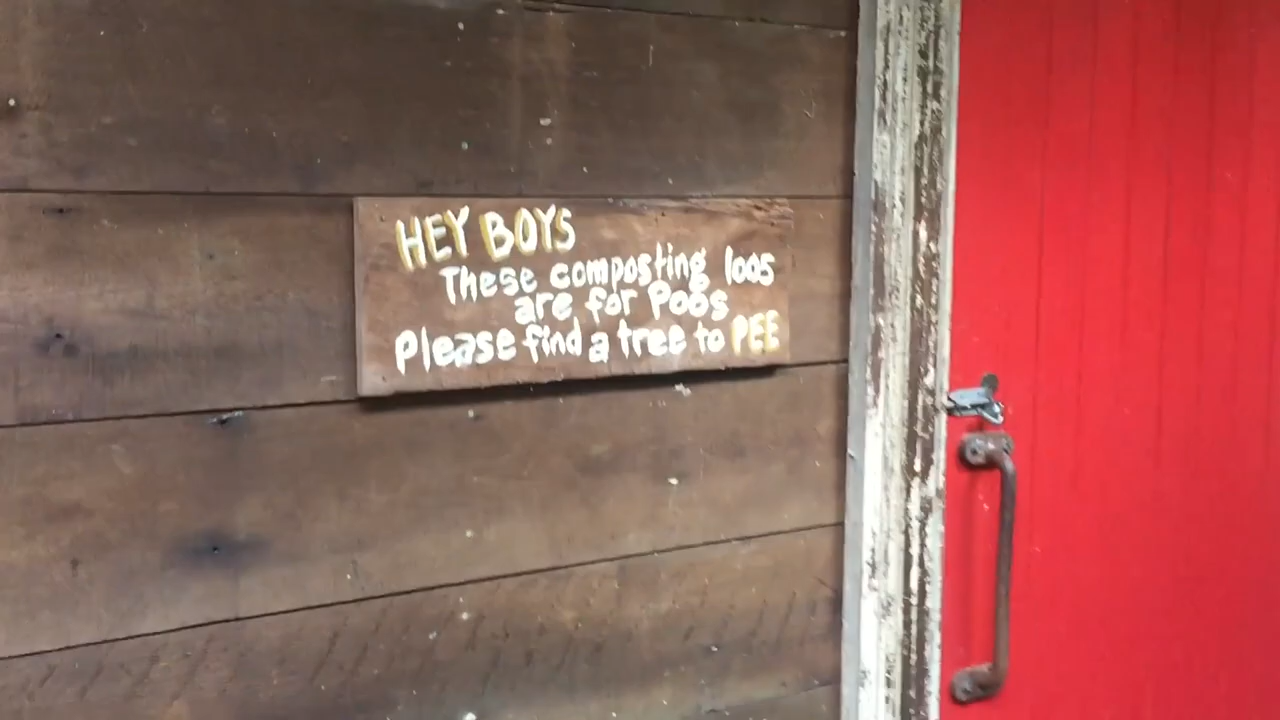 HEY BOYS
These composting loos
are for Poos
Please find a tree to PEE